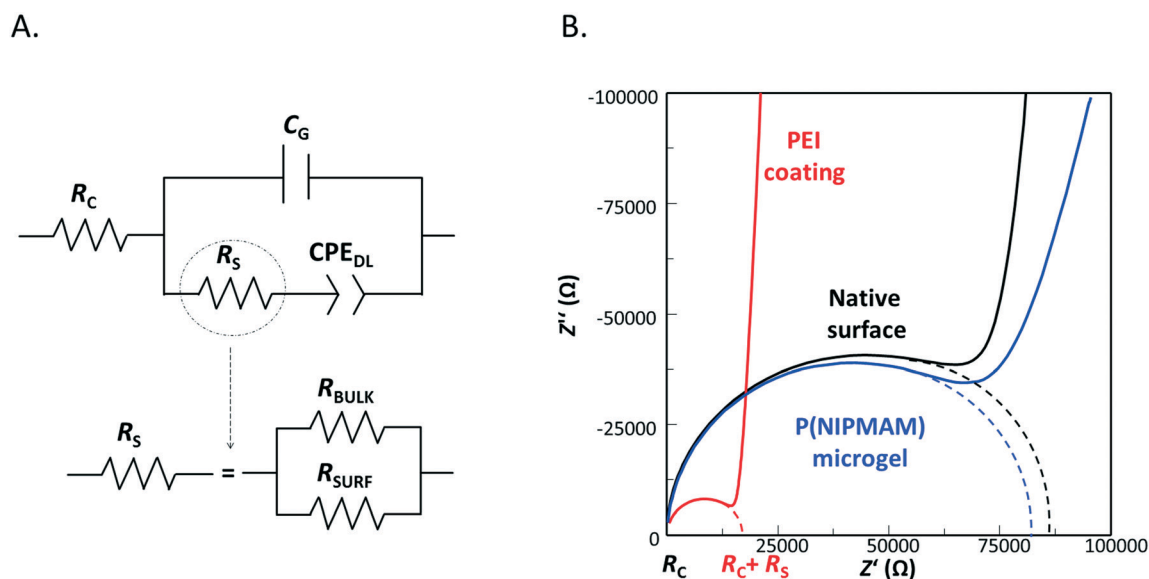 A.
C_G
R_C
R_S
CPE_DL
R_BULK
R_S
=
R_SURF
B.
-100000
-75000
-50000
-25000
0
Z'' (Ω)
PEI
coating
Native
surface
P(NIPMAM)
microgel
25000
50000
75000
100000
R_C
R_C + R_S
Z' (Ω)